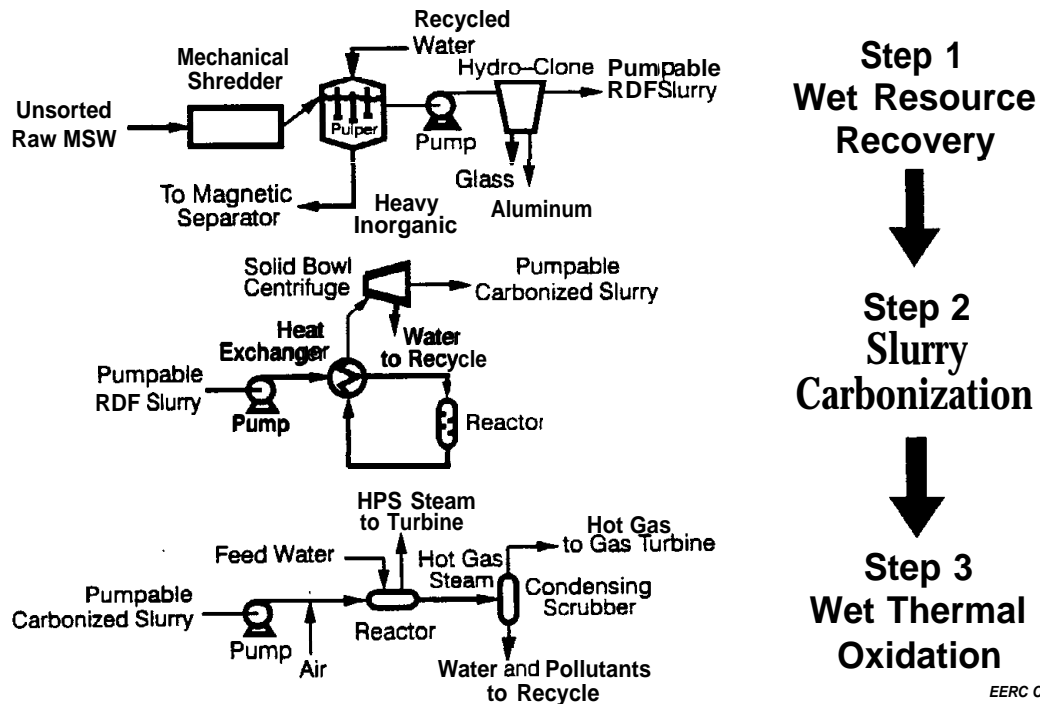 Recycled
Water
Mechanical
Shredder
Hydro-Clone
Pumpable
RDFSlurry
Unsorted
Raw MSW
Pulper
Pump
Glass
To Magnetic
Separator
Heavy
Inorganic
Aluminum
Step 1
Wet Resource
Recovery
Solid Bowl
Centrifuge
Pumpable
Carbonized Slurry
Heat
Exchanger
Water
to Recycle
Pumpable
RDF Slurry
Pump
Reactor
Step 2
Slurry
Carbonization
HPS Steam
to Turbine
Hot Gas
to Gas Turbine
Feed Water
Hot Gas
Steam
Condensing
Scrubber
Pumpable
Carbonized Slurry
Pump
Air
Reactor
Water and Pollutants
to Recycle
Step 3
Wet Thermal
Oxidation
EERC C